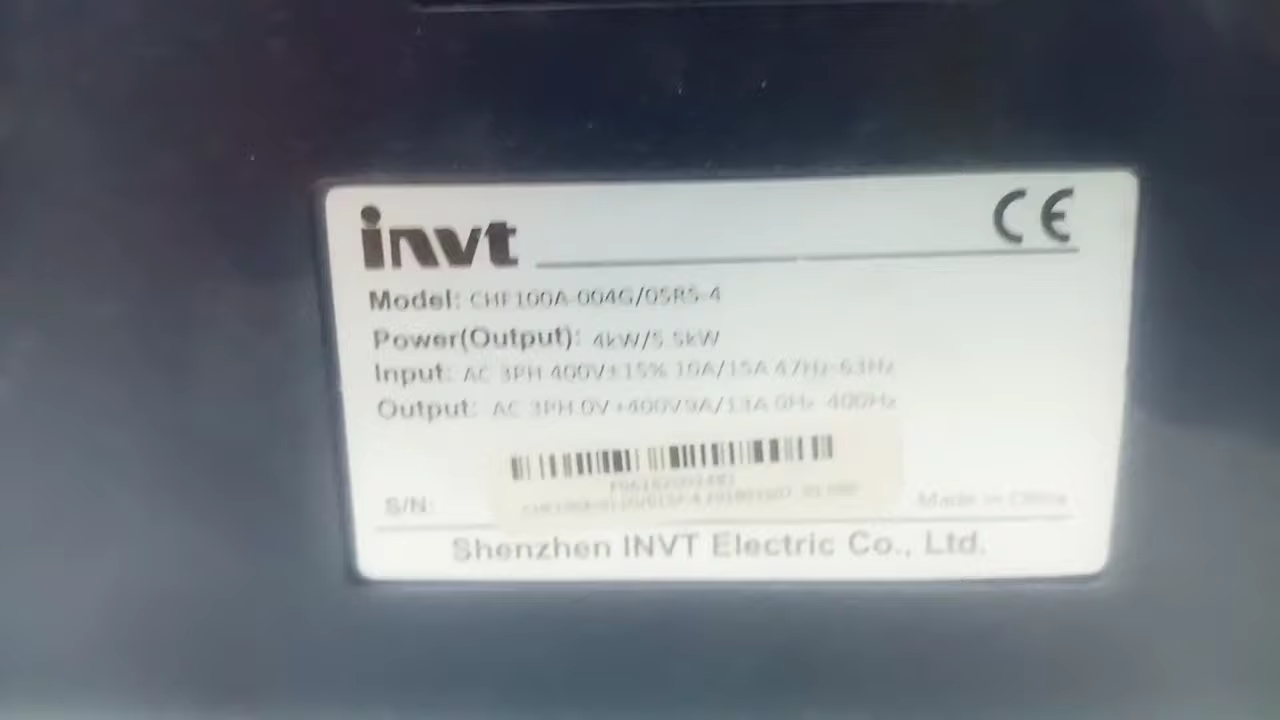 invt CE
Model: CHF100A-004G/05R5-4
Power(Output): 4kW/5.5kW
Input: AC 3PH 400V±15% 10A/15A 47Hz-63Hz
Output: AC 3PH 0V-400V 9A/13A 0Hz-400Hz
S/N:
Made in China
Shenzhen INVT Electric Co., Ltd.